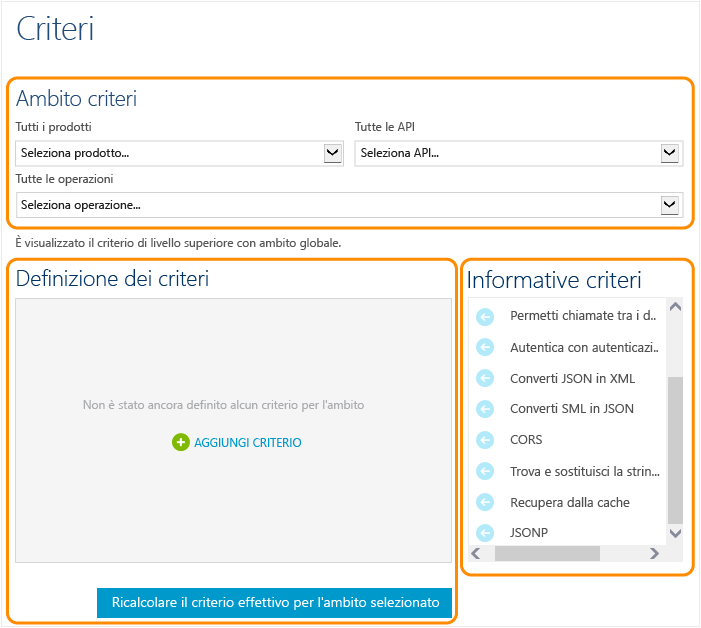 Criteri
Ambito criteri
Tutti i prodotti
Tutte le API
Seleziona prodotto...
Seleziona API...
Tutte le operazioni
Seleziona operazione...
È visualizzato il criterio di livello superiore con ambito globale.
Definizione dei criteri
Non è stato ancora definito alcun criterio per l'ambito
AGGIUNGI CRITERIO
Ricalcolare il criterio effettivo per l'ambito selezionato
Informative criteri
Permetti chiamate tra i d..
Autentica con autenticazi..
Converti JSON in XML
Converti SML in JSON
CORS
Trova e sostituisci la strin...
Recupera dalla cache
JSONP